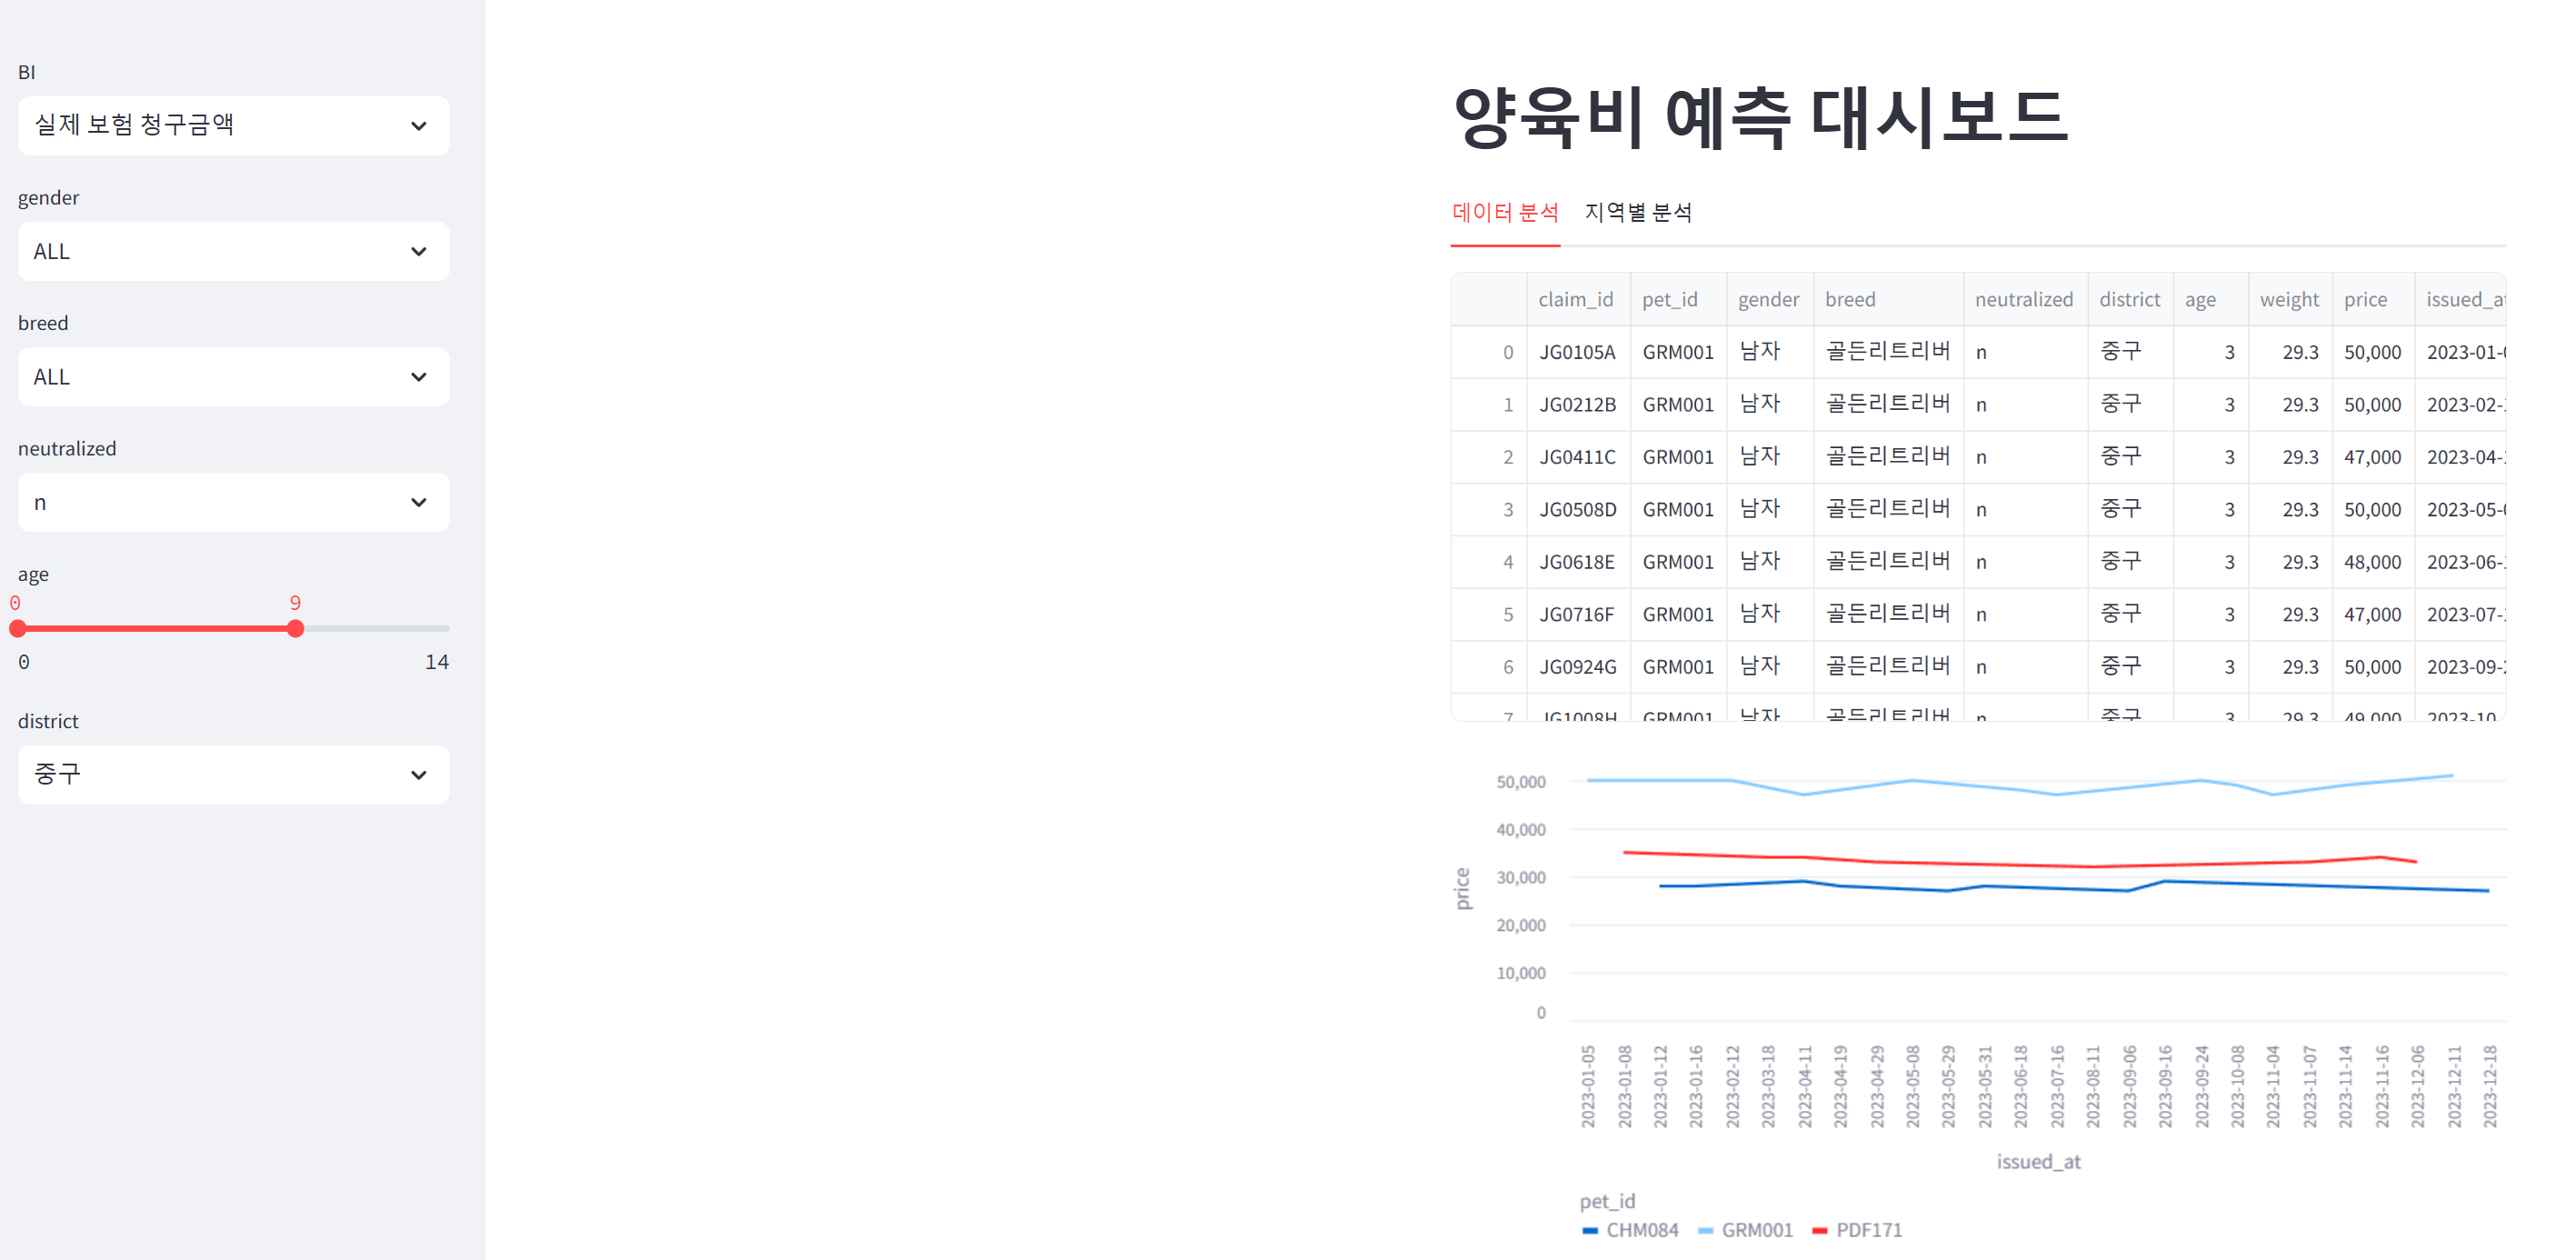 BI
실제 보험 청구금액
gender
ALL
breed
ALL
neutralized
n
age
0 9
0 14
district
중구
양육비 예측 대시보드
데이터 분석 지역별 분석
claim_id pet_id gender breed neutralized district age weight price issued_at
0 JG0105A GRM001 남자 골든리트리버 n 중구 3 29.3 50,000 2023-01-0
1 JG0212B GRM001 남자 골든리트리버 n 중구 3 29.3 50,000 2023-02-
2 JG0411C GRM001 남자 골든리트리버 n 중구 3 29.3 47,000 2023-04-
3 JG0508D GRM001 남자 골든리트리버 n 중구 3 29.3 50,000 2023-05-0
4 JG0618E GRM001 남자 골든리트리버 n 중구 3 29.3 48,000 2023-06-
5 JG0716F GRM001 남자 골든리트리버 n 중구 3 29.3 47,000 2023-07-
6 JG0924G GRM001 남자 골든리트리버 n 중구 3 29.3 50,000 2023-09-2
7 JG1008H GRM001 남자 골든리트리버 n 중구 3 29.3 49,000 2023-10-
50,000
40,000
30,000
20,000
10,000
0
price
2023-01-05 2023-01-08 2023-01-12 2023-01-16 2023-02-12 2023-03-18 2023-04-11 2023-04-19 2023-04-29 2023-05-08 2023-05-29 2023-05-31 2023-06-18 2023-07-16 2023-08-11 2023-09-06 2023-09-16 2023-09-24 2023-10-08 2023-11-04 2023-11-07 2023-11-14 2023-11-16 2023-12-06 2023-12-11 2023-12-18
issued_at
pet_id
CHM084 GRM001 PDF171